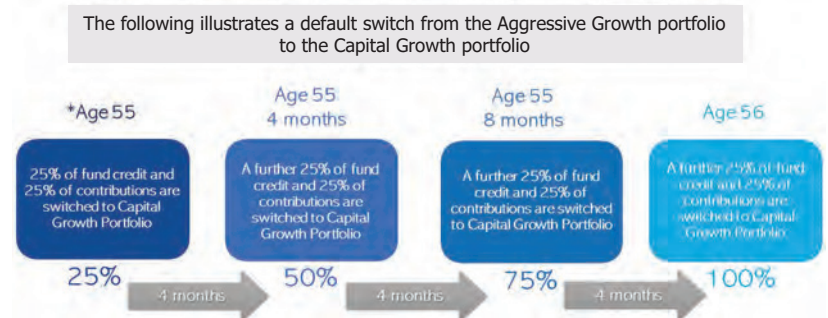 The following illustrates a default switch from the Aggressive Growth portfolio
to the Capital Growth portfolio
*Age 55
25% of fund credit and
25% of contributions are
switched to Capital
Growth Portfolio
25%
4 months
Age 55
4 months
A further 25% of fund
credit and 25% of
contributions are
switched to Capital
Growth Portfolio
50%
4 months
Age 55
8 months
A further 25% of fund
credit and 25% of
contributions are switched
to Capital Growth Portfolio
75%
4 months
Age 56
A further 25% of fund
credit and 25% of
contributions are
switched to Capital
Growth Portfolio
100%